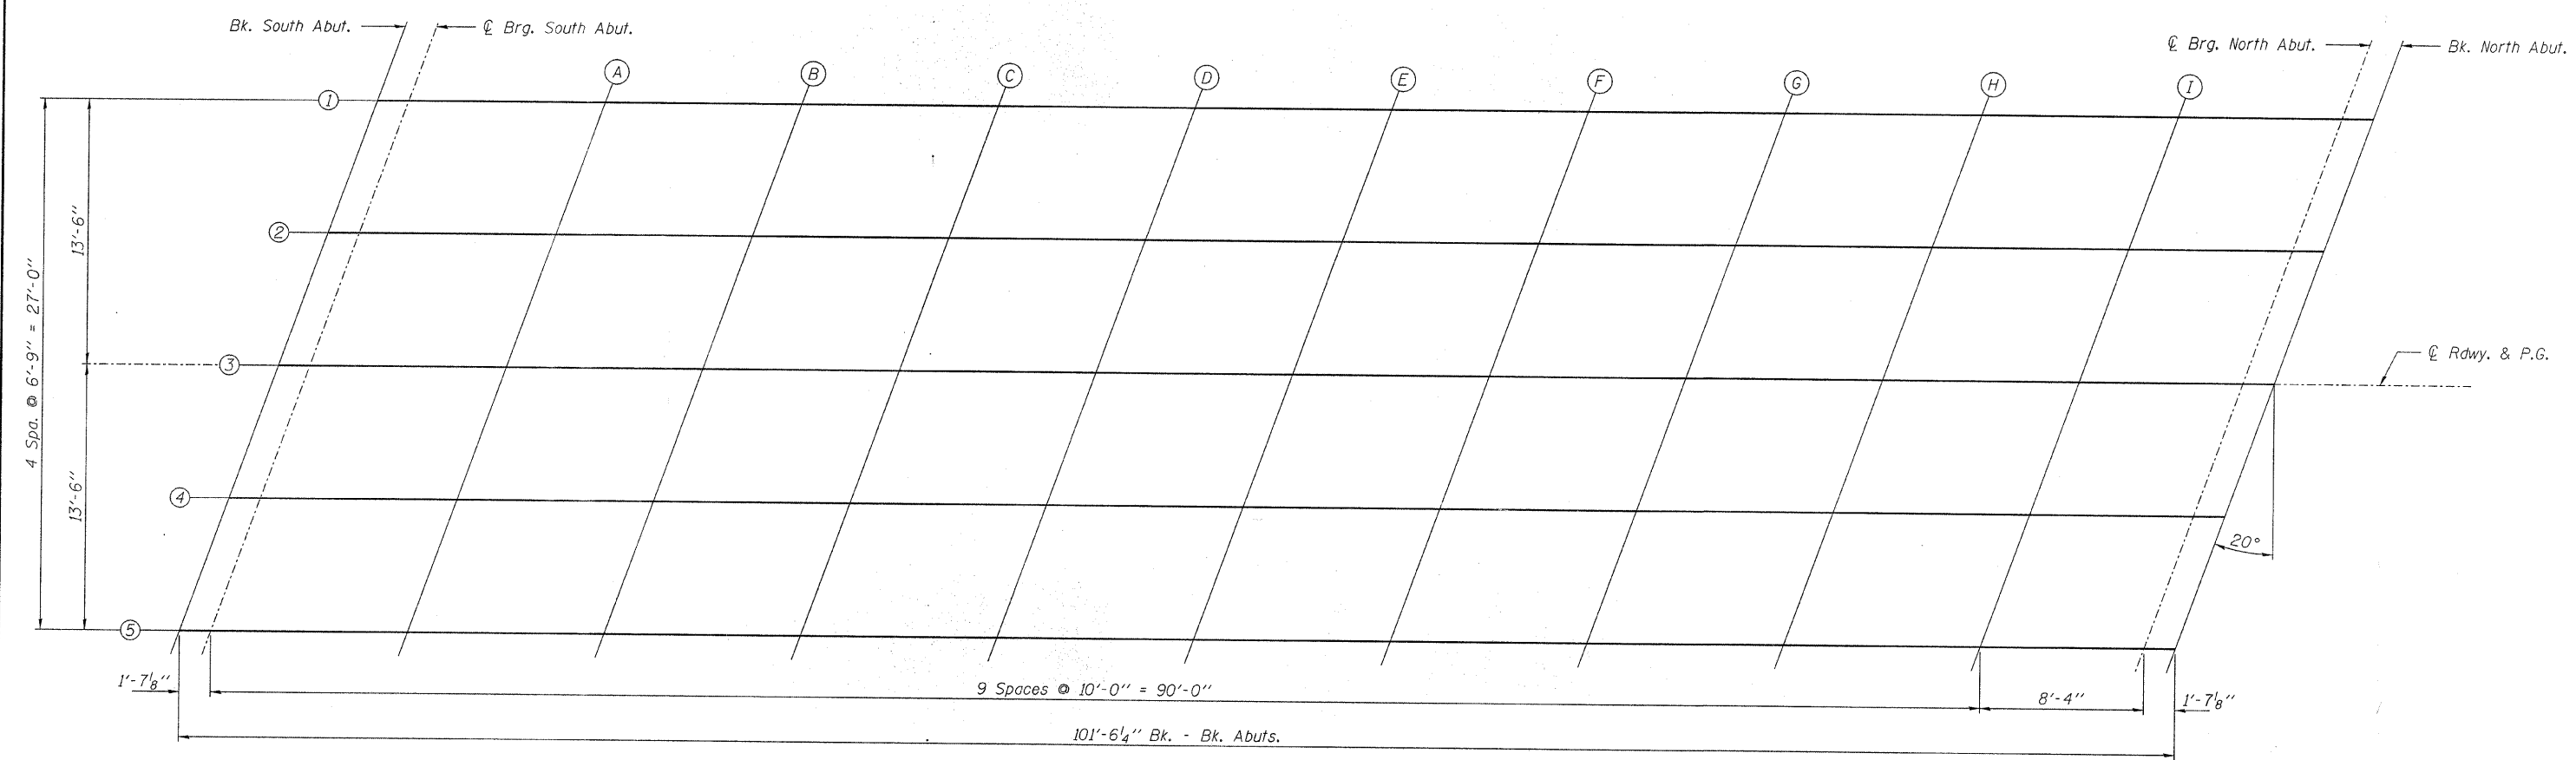 Bk. South Abut.
℄ Brg. South Abut.
℄ Brg. North Abut.
Bk. North Abut.
A
B
C
D
E
F
G
H
I
1
2
3
4
5
4 Spa. @ 6'-9" = 27'-0"
13'-6"
13'-6"
℄ Rdwy. & P.G.
20°
1'-7⅛"
9 Spaces @ 10'-0" = 90'-0"
8'-4"
1'-7⅛"
101'-6¼" Bk. - Bk. Abuts.